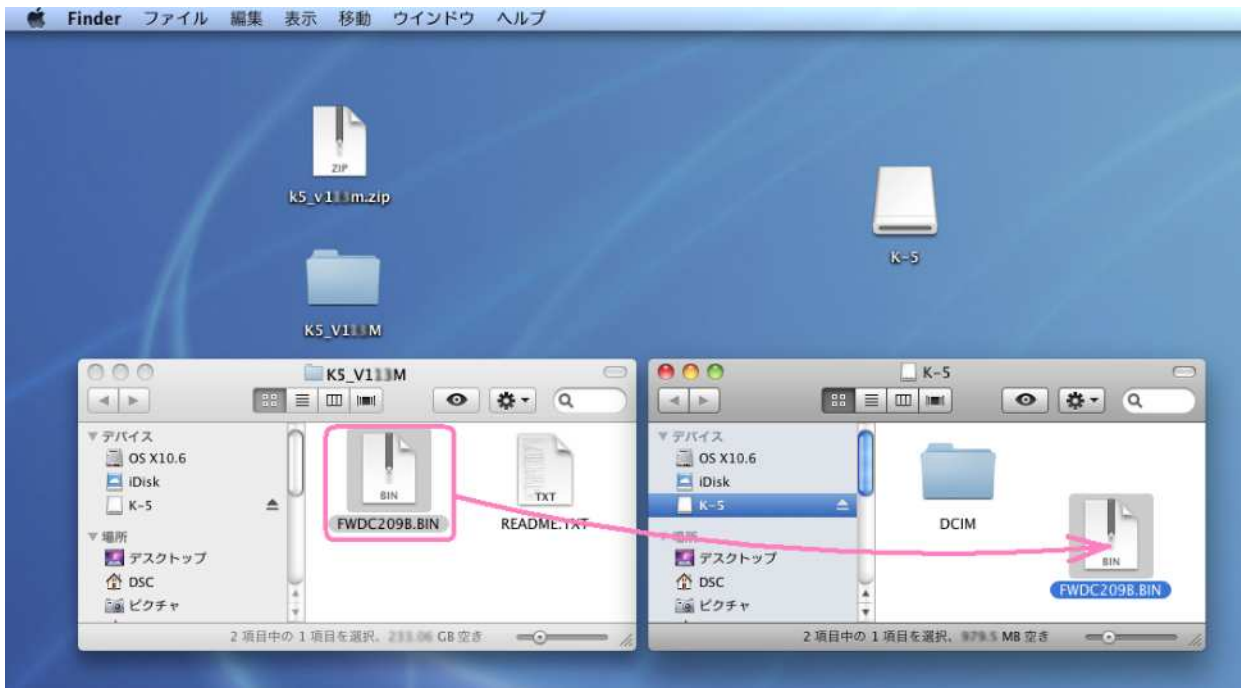 Finder ファイル 編集 表示 移動 ウインドウ ヘルプ
ZIP
m.zip
K-5
K5_V1
K-5
デバイス
OS X10.6
iDisk
K-5
場所
デスクトップ
DSC
ピクチャ
BIN
FWDC209B.BIN
TXT
README.TXT
2 項目中の 1 項目を選択、 GB 空き
デバイス
OS X10.6
iDisk
K-5
場所
デスクトップ
DSC
ピクチャ
DCIM
BIN
FWDC209B.BIN
2 項目中の 1 項目を選択、 MB 空き